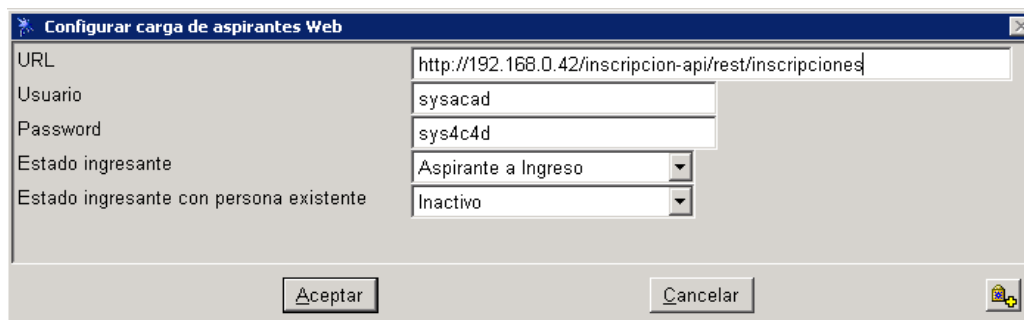 Configurar carga de aspirantes Web
URL http://192.168.0.42/inscripcion-api/rest/inscripciones
Usuario sysacad
Password sys4c4d
Estado ingresante Aspirante a Ingreso
Estado ingresante con persona existente Inactivo
Aceptar Cancelar